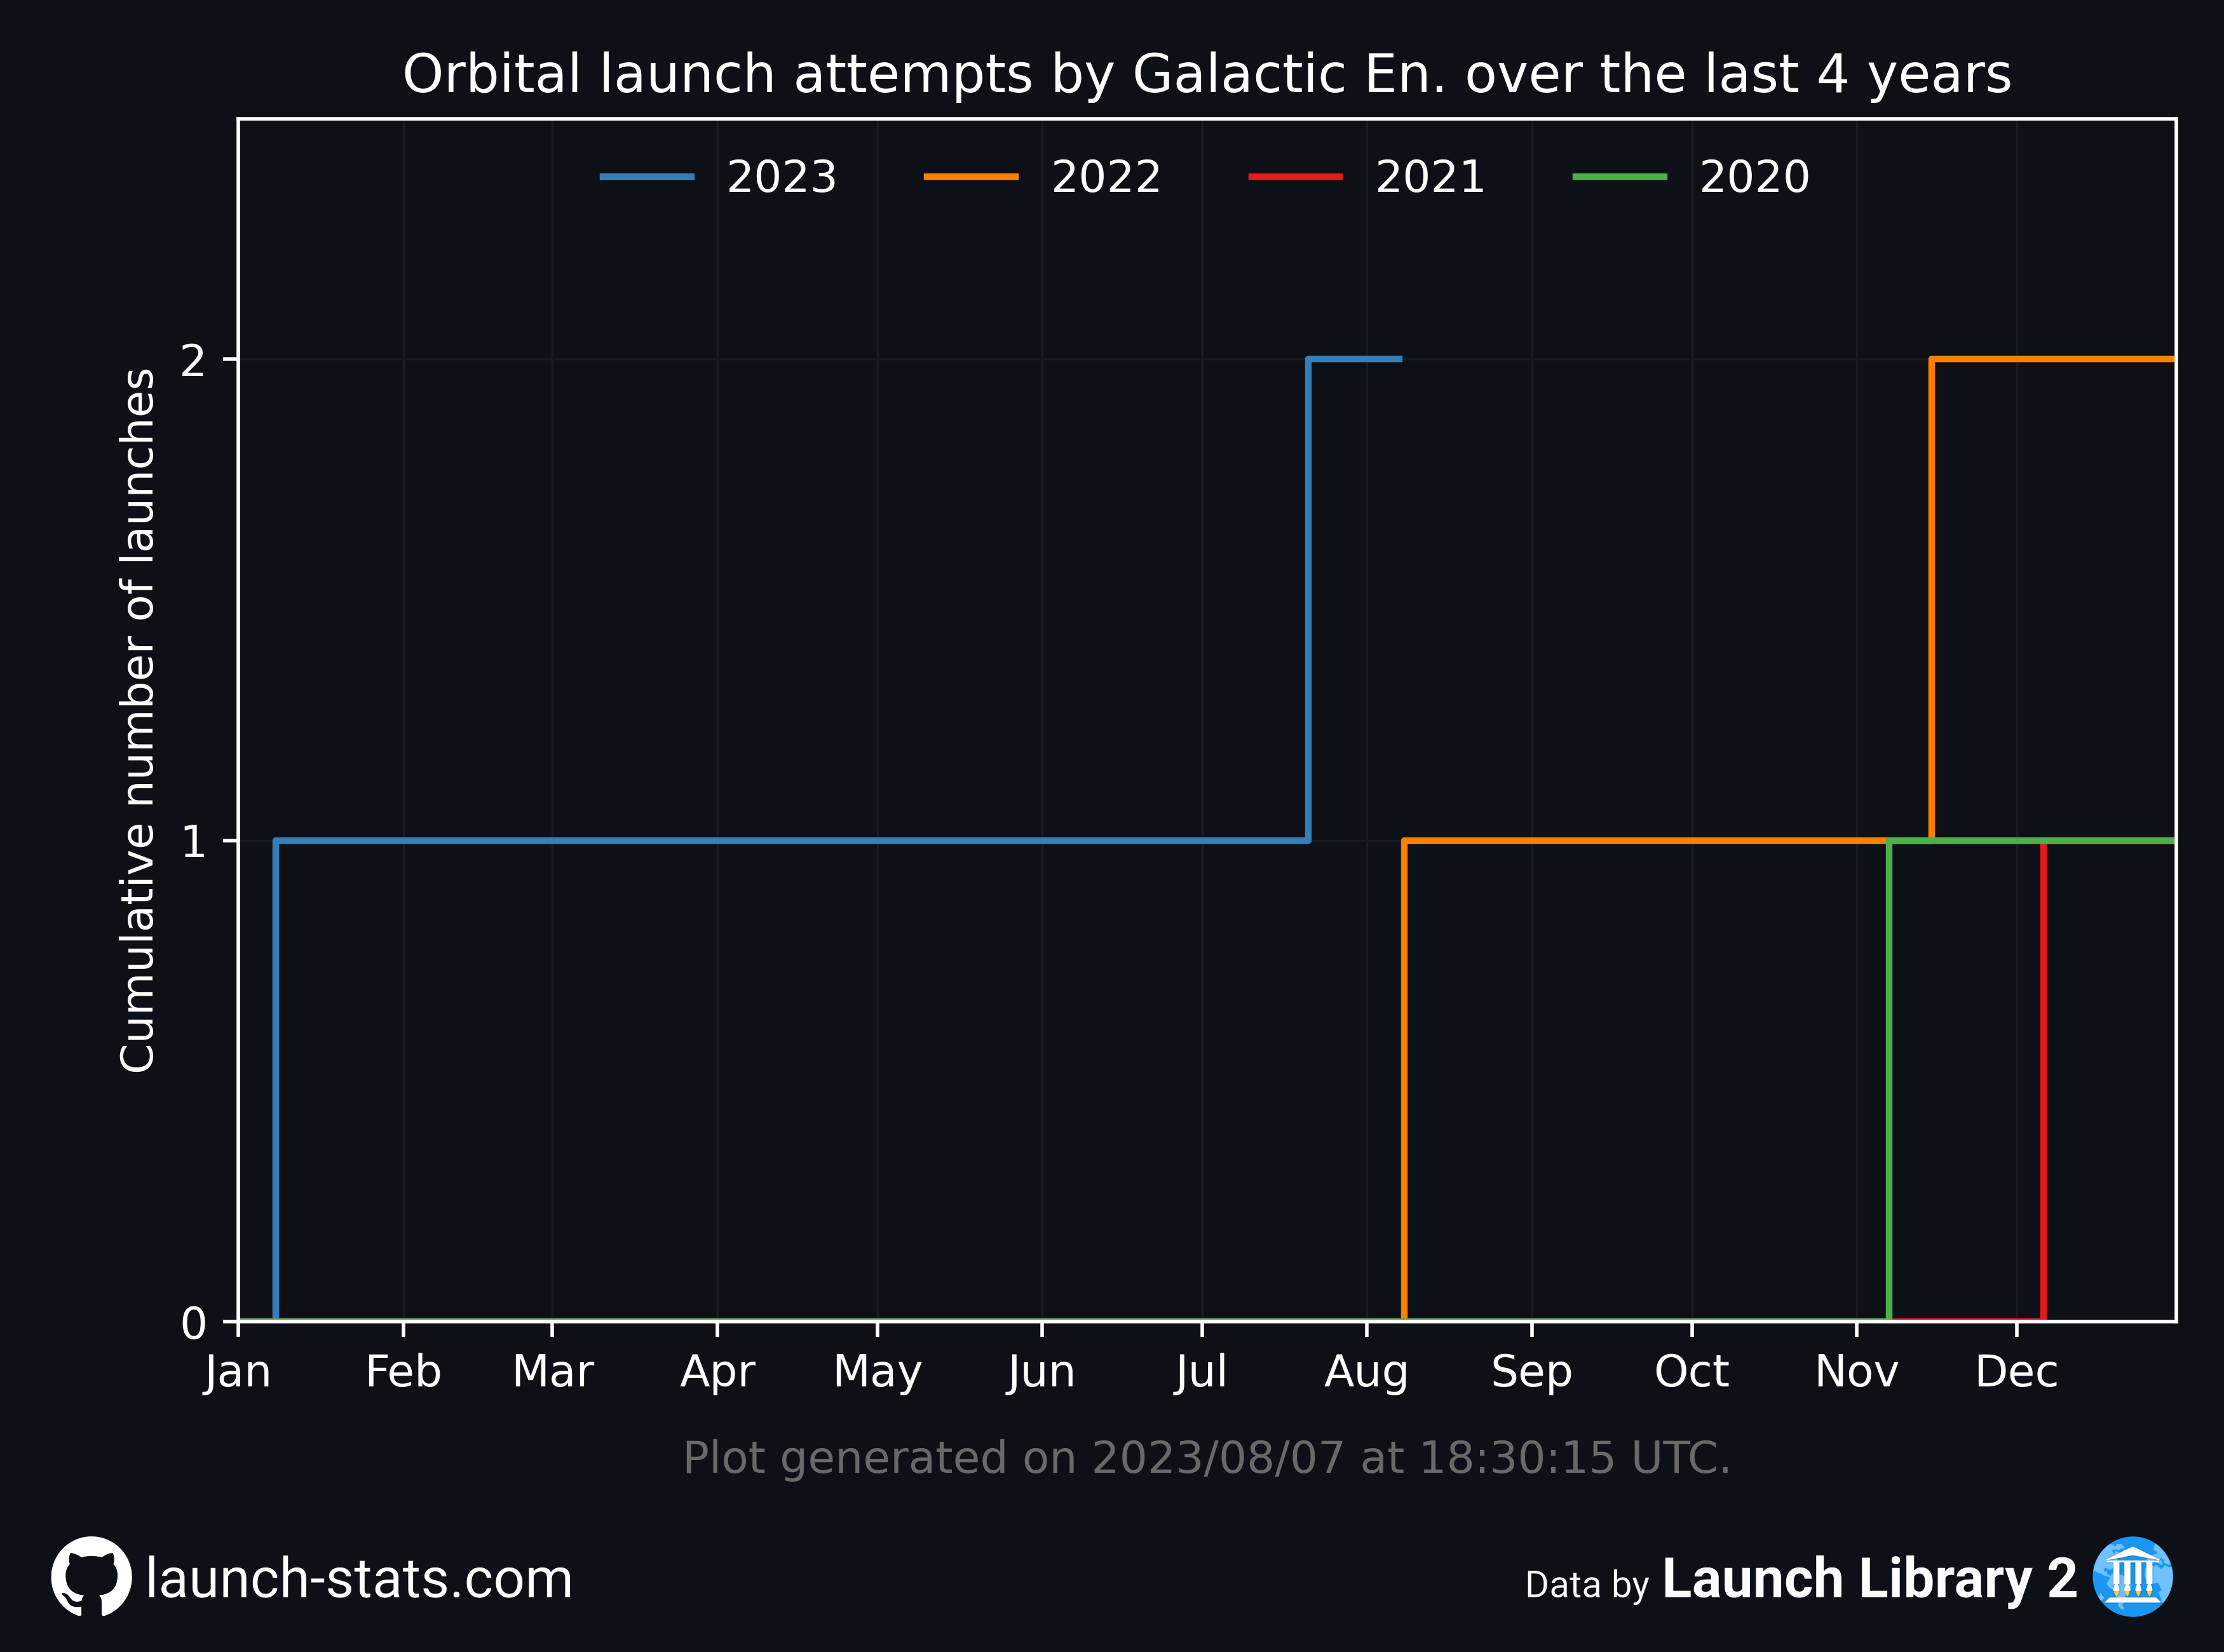 Orbital launch attempts by Galactic En. over the last 4 years
2023 2022 2021 2020
Cumulative number of launches
2
1
0
Jan Feb Mar Apr May Jun Jul Aug Sep Oct Nov Dec
Plot generated on 2023/08/07 at 18:30:15 UTC.
launch-stats.com
Data by Launch Library 2